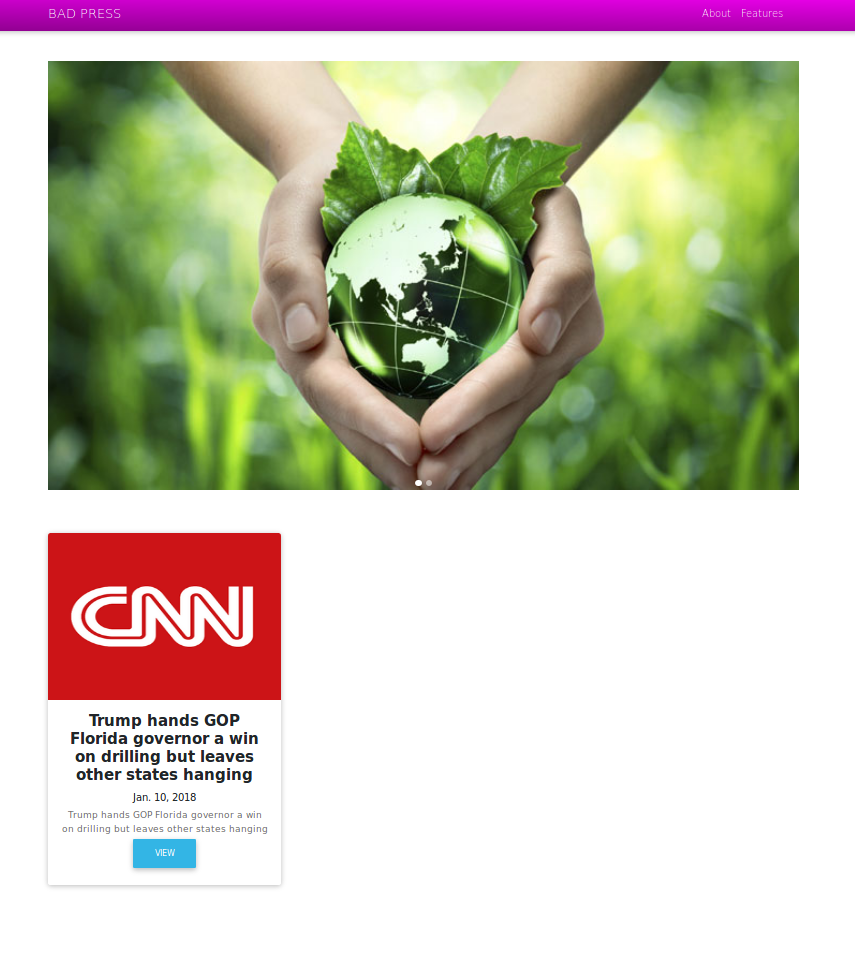 BAD PRESS
About Features
CNN
Trump hands GOP
Florida governor a win
on drilling but leaves
other states hanging
Jan. 10, 2018
Trump hands GOP Florida governor a win
on drilling but leaves other states hanging
VIEW